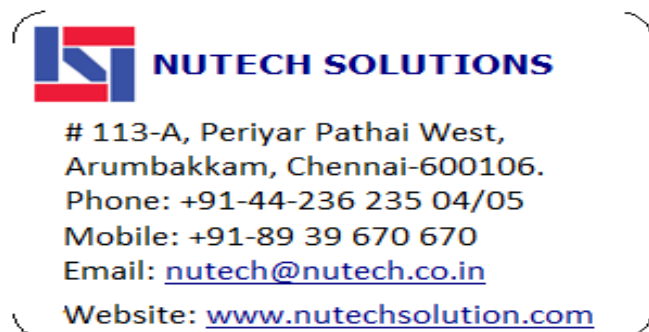 NUTECH SOLUTIONS
# 113-A, Periyar Pathai West,
Arumbakkam, Chennai-600106.
Phone: +91-44-236 235 04/05
Mobile: +91-89 39 670 670
Email: nutech@nutech.co.in
Website: www.nutechsolution.com